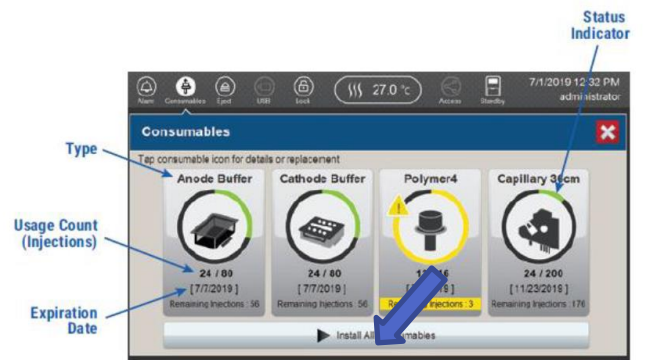 Status
Indicator
7/1/2019 12:32 PM
administrator
27.0 °c
Alarm Consumables Eject USB Lock Access Standby
Consumables
Tap consumable icon for details or replacement
Type
Anode Buffer
Cathode Buffer
Polymer4
Capillary 36cm
Usage Count
(Injections)
24 / 80
24 / 80
24 / 200
Expiration
Date
[7/7/2019]
[7/7/2019]
2019]
[11/23/2019]
Remaining Injections : 56
Remaining Injections : 56
Injections : 3
Remaining Injections : 176
Install All